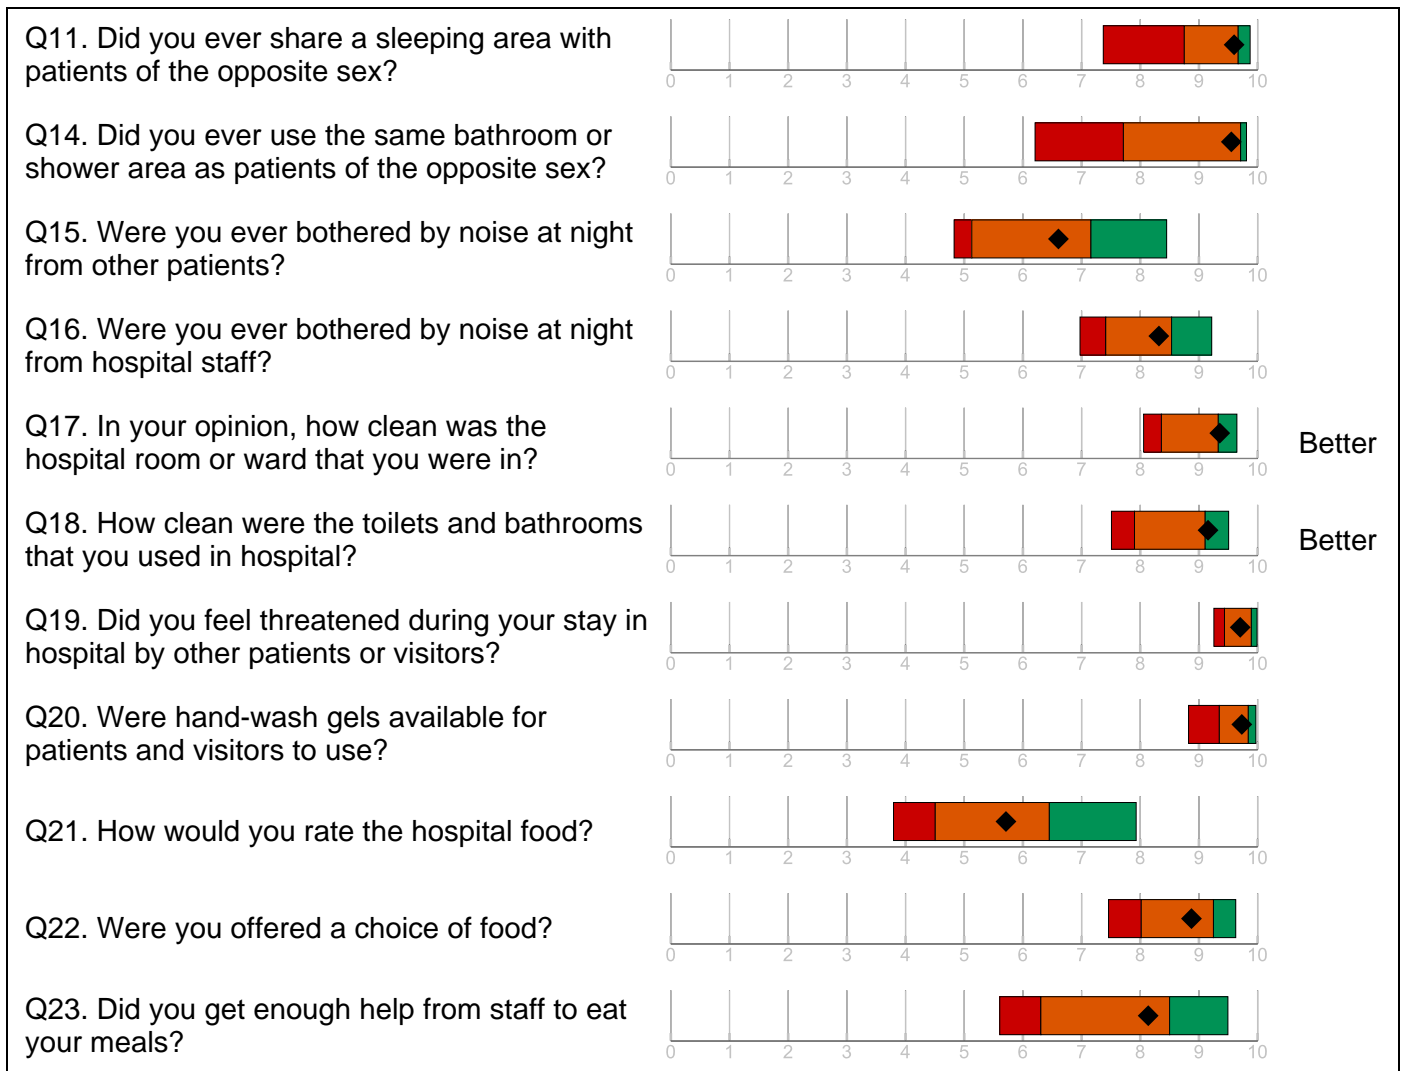 Q11. Did you ever share a sleeping area with
patients of the opposite sex?
0 1 2 3 4 5 6 7 8 9 10
Q14. Did you ever use the same bathroom or
shower area as patients of the opposite sex?
0 1 2 3 4 5 6 7 8 9 10
Q15. Were you ever bothered by noise at night
from other patients?
0 1 2 3 4 5 6 7 8 9 10
Q16. Were you ever bothered by noise at night
from hospital staff?
0 1 2 3 4 5 6 7 8 9 10
Q17. In your opinion, how clean was the
hospital room or ward that you were in?
Better
0 1 2 3 4 5 6 7 8 9 10
Q18. How clean were the toilets and bathrooms
that you used in hospital?
Better
0 1 2 3 4 5 6 7 8 9 10
Q19. Did you feel threatened during your stay in
hospital by other patients or visitors?
0 1 2 3 4 5 6 7 8 9 10
Q20. Were hand-wash gels available for
patients and visitors to use?
0 1 2 3 4 5 6 7 8 9 10
Q21. How would you rate the hospital food?
0 1 2 3 4 5 6 7 8 9 10
Q22. Were you offered a choice of food?
0 1 2 3 4 5 6 7 8 9 10
Q23. Did you get enough help from staff to eat
your meals?
0 1 2 3 4 5 6 7 8 9 10